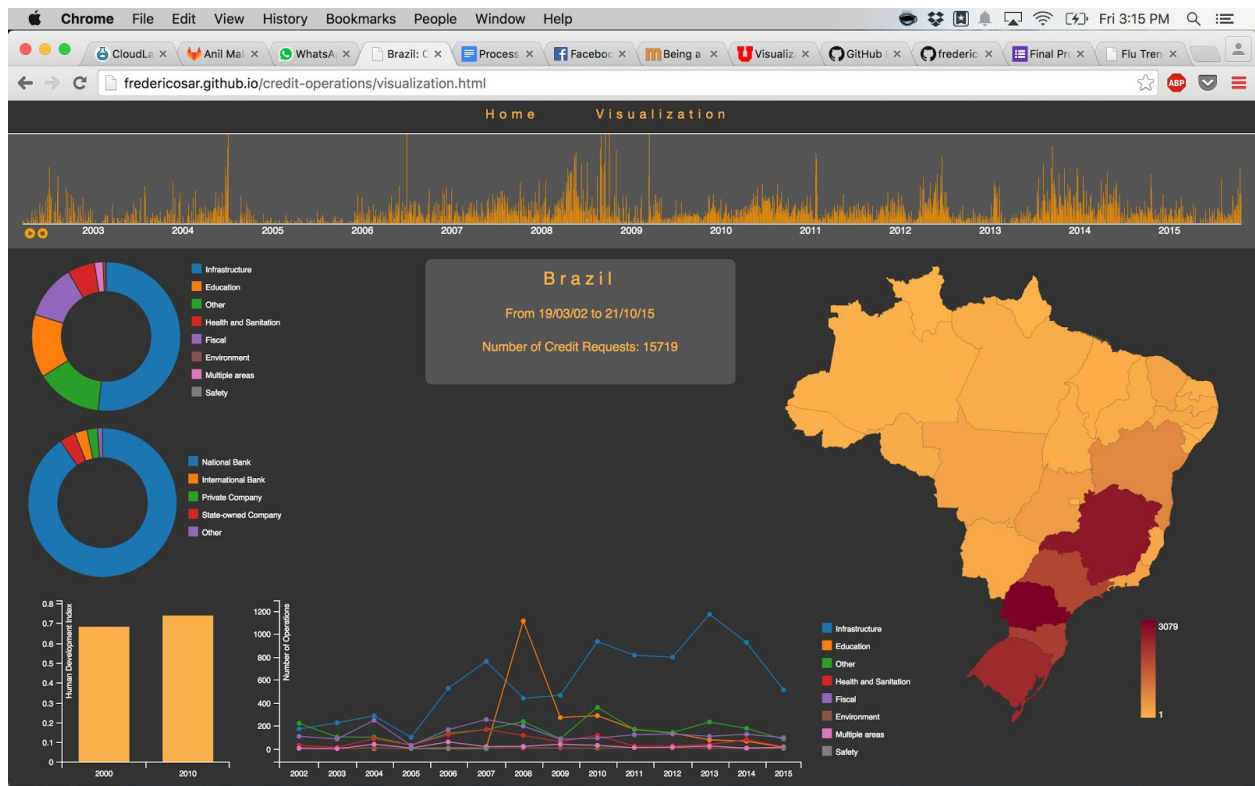 Chrome File Edit View History Bookmarks People Window Help Fri 3:15 PM
CloudLa Anil Mal WhatsA Brazil: C Process Faceboo Being a Visualiz GitHub frederic Final Pro Flu Tren
fredericosar.github.io/credit-operations/visualization.html ABP
Home Visualization
2003 2004 2005 2006 2007 2008 2009 2010 2011 2012 2013 2014 2015
Infrastructure
Education
Other
Health and Sanitation
Fiscal
Environment
Multiple areas
Safety
Brazil
From 19/03/02 to 21/10/15
Number of Credit Requests: 15719
National Bank
International Bank
Private Company
State-owned Company
Other
Human Development Index
0.8
0.7
0.6
0.5
0.4
0.3
0.2
0.1
0
2000 2010
Number of Operations
1200
1000
800
600
400
200
0
2002 2003 2004 2005 2006 2007 2008 2009 2010 2011 2012 2013 2014 2015
Infrastructure
Education
Other
Health and Sanitation
Fiscal
Environment
Multiple areas
Safety
3079
1